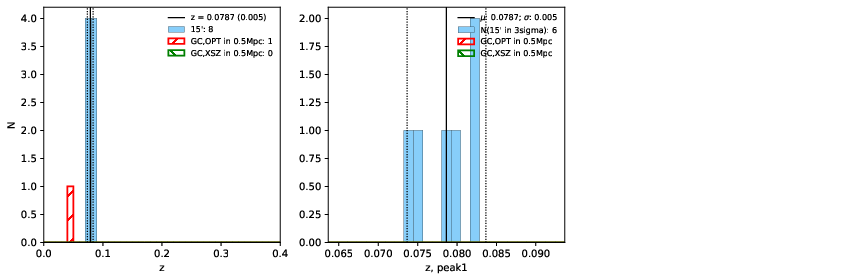 z = 0.0787 (0.005)
15': 8
GC,OPT in 0.5Mpc: 1
GC,XSZ in 0.5Mpc: 0
4.0
3.5
3.0
2.5
2.0
1.5
1.0
0.5
0.0
N
0.0 0.1 0.2 0.3 0.4
z
μ: 0.0787; σ: 0.005
N(15' in 3sigma): 6
GC,OPT in 0.5Mpc
GC,XSZ in 0.5Mpc
2.00
1.75
1.50
1.25
1.00
0.75
0.50
0.25
0.00
0.065 0.070 0.075 0.080 0.085 0.090
z, peak1